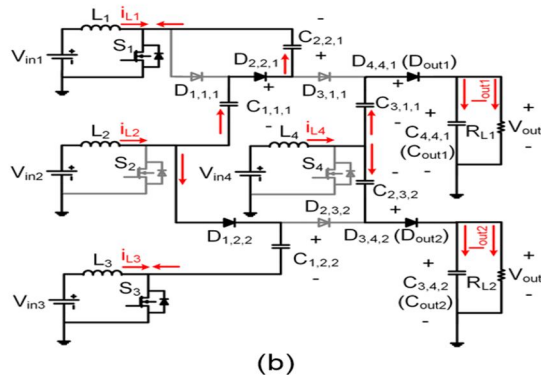 L1 iL1 S1
Vin1
C2,2,1
D1,1,1 D2,2,1 D3,1,1 D4,4,1 (Dout1)
C1,1,1 C3,1,1
L2 iL2 S2
Vin2
L4 iL4 S4
Vin4
Iout1
C4,4,1 RL1 Vout
(Cout1)
C2,3,2
D1,2,2 D2,3,2 D3,4,2 (Dout2)
C1,2,2
L3 iL3 S3
Vin3
Iout2
C3,4,2 RL2 Vout
(Cout2)
(b)